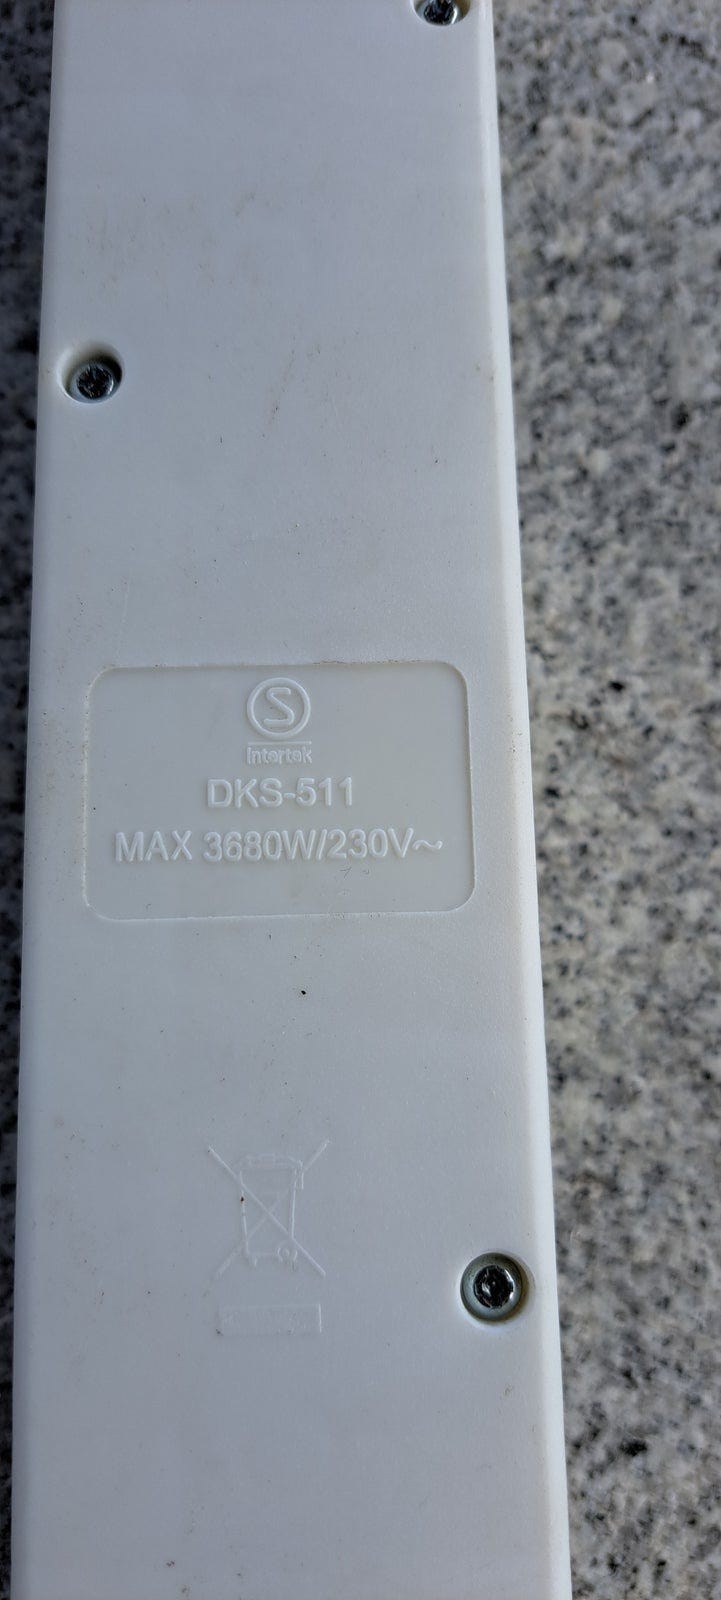 S
Intertek
DKS-511
MAX 3680W/230V~